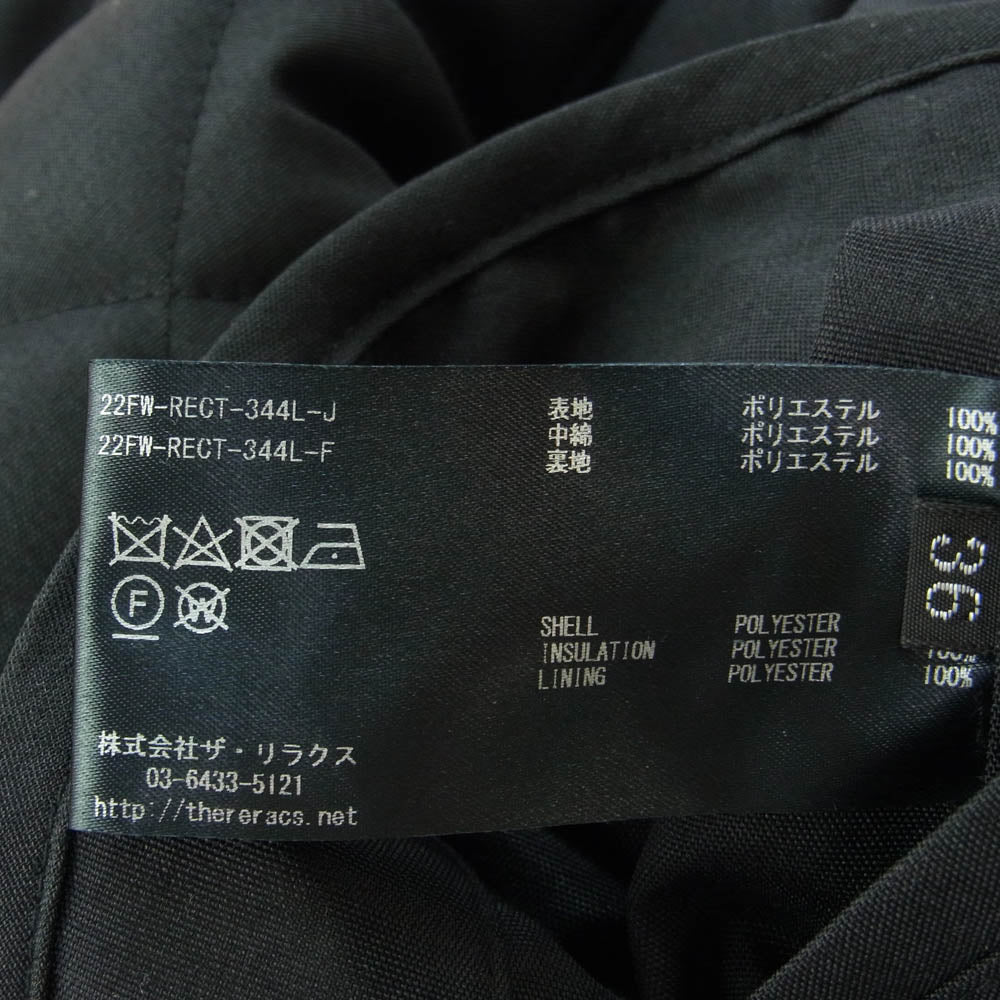 22FW-RECT-344L-J
22FW-RECT-344L-F
表地 ポリエステル 100%
中綿 ポリエステル 100%
裏地 ポリエステル 100%
F
W
SHELL POLYESTER
INSULATION POLYESTER 100%
LINING POLYESTER 100%
株式会社ザ・リラクス
03-6433-5121
http://thereracs.net
36